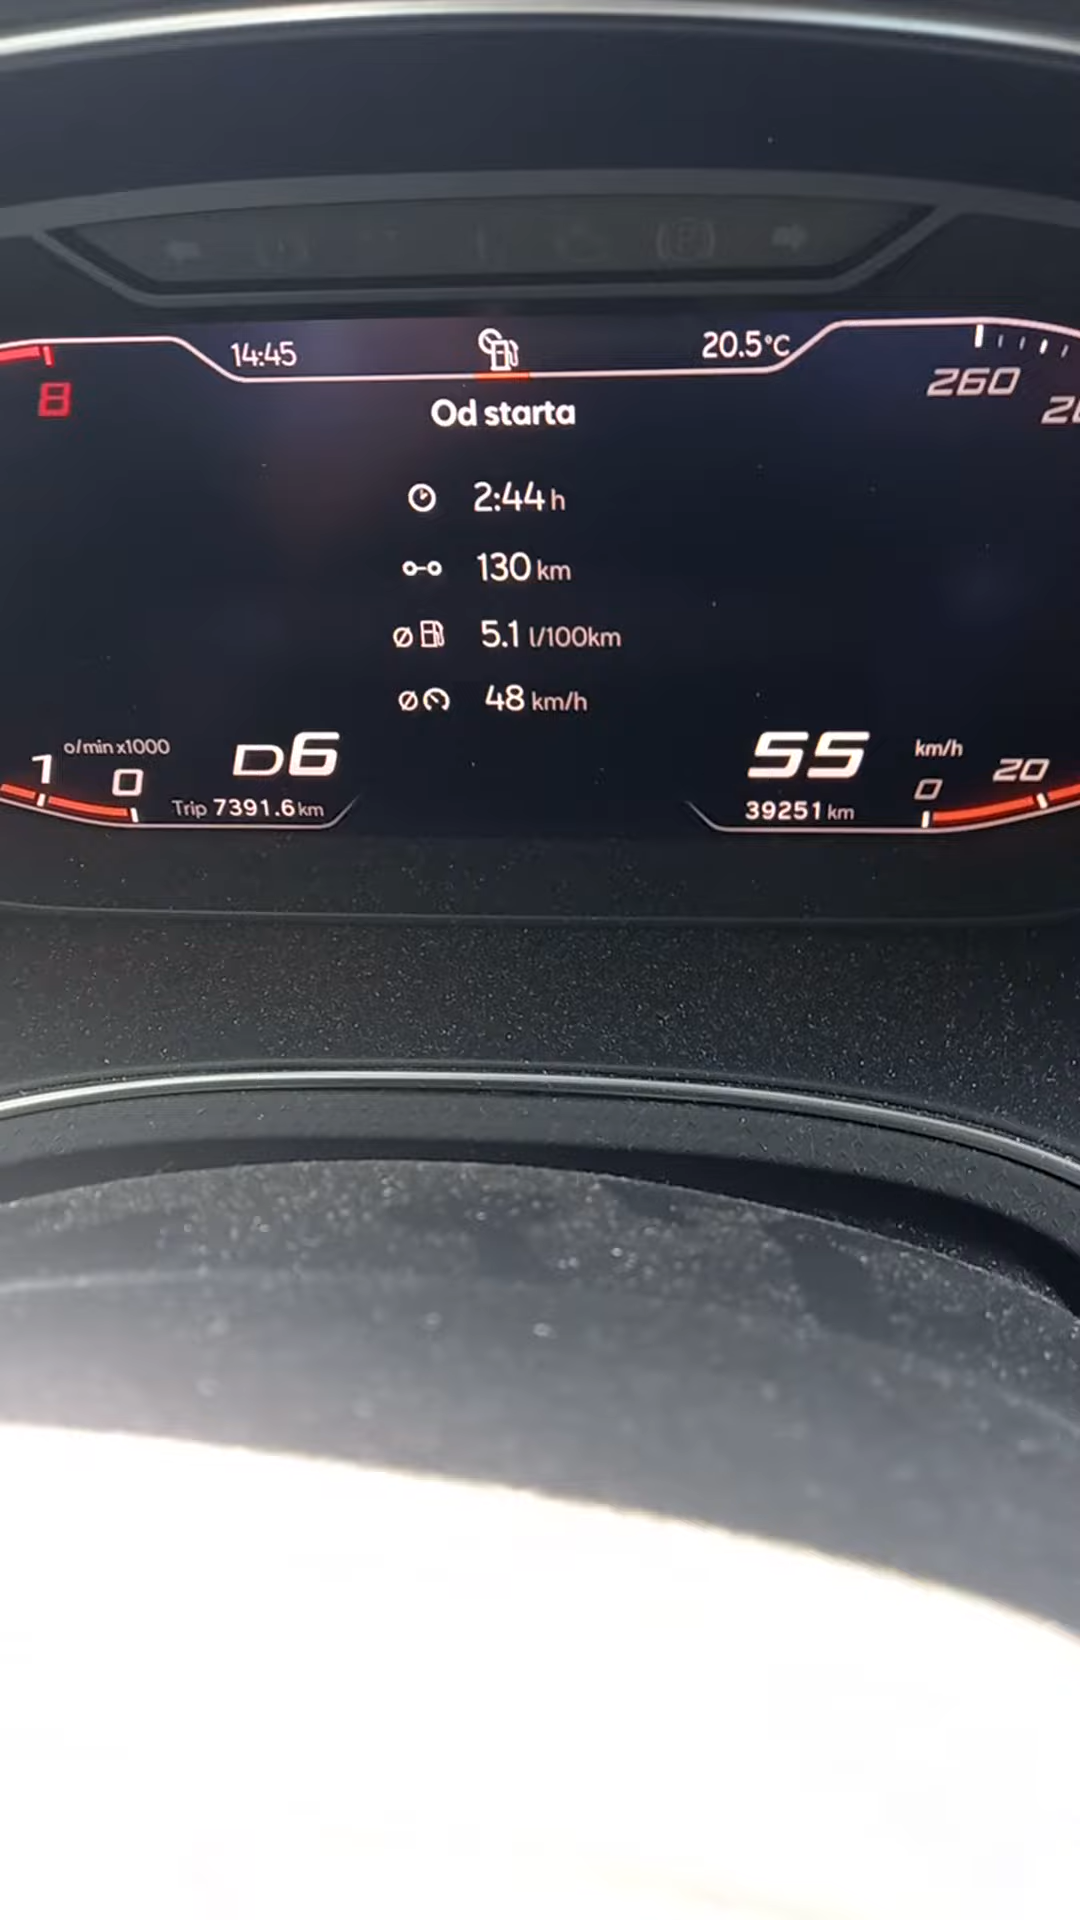 14:45
20.5°C
8
260
Od starta
2:44 h
130 km
Ø 5.1 l/100km
Ø 48 km/h
o/min x1000
D6
55
km/h
1
0
0
20
Trip 7391.6 km
39251 km